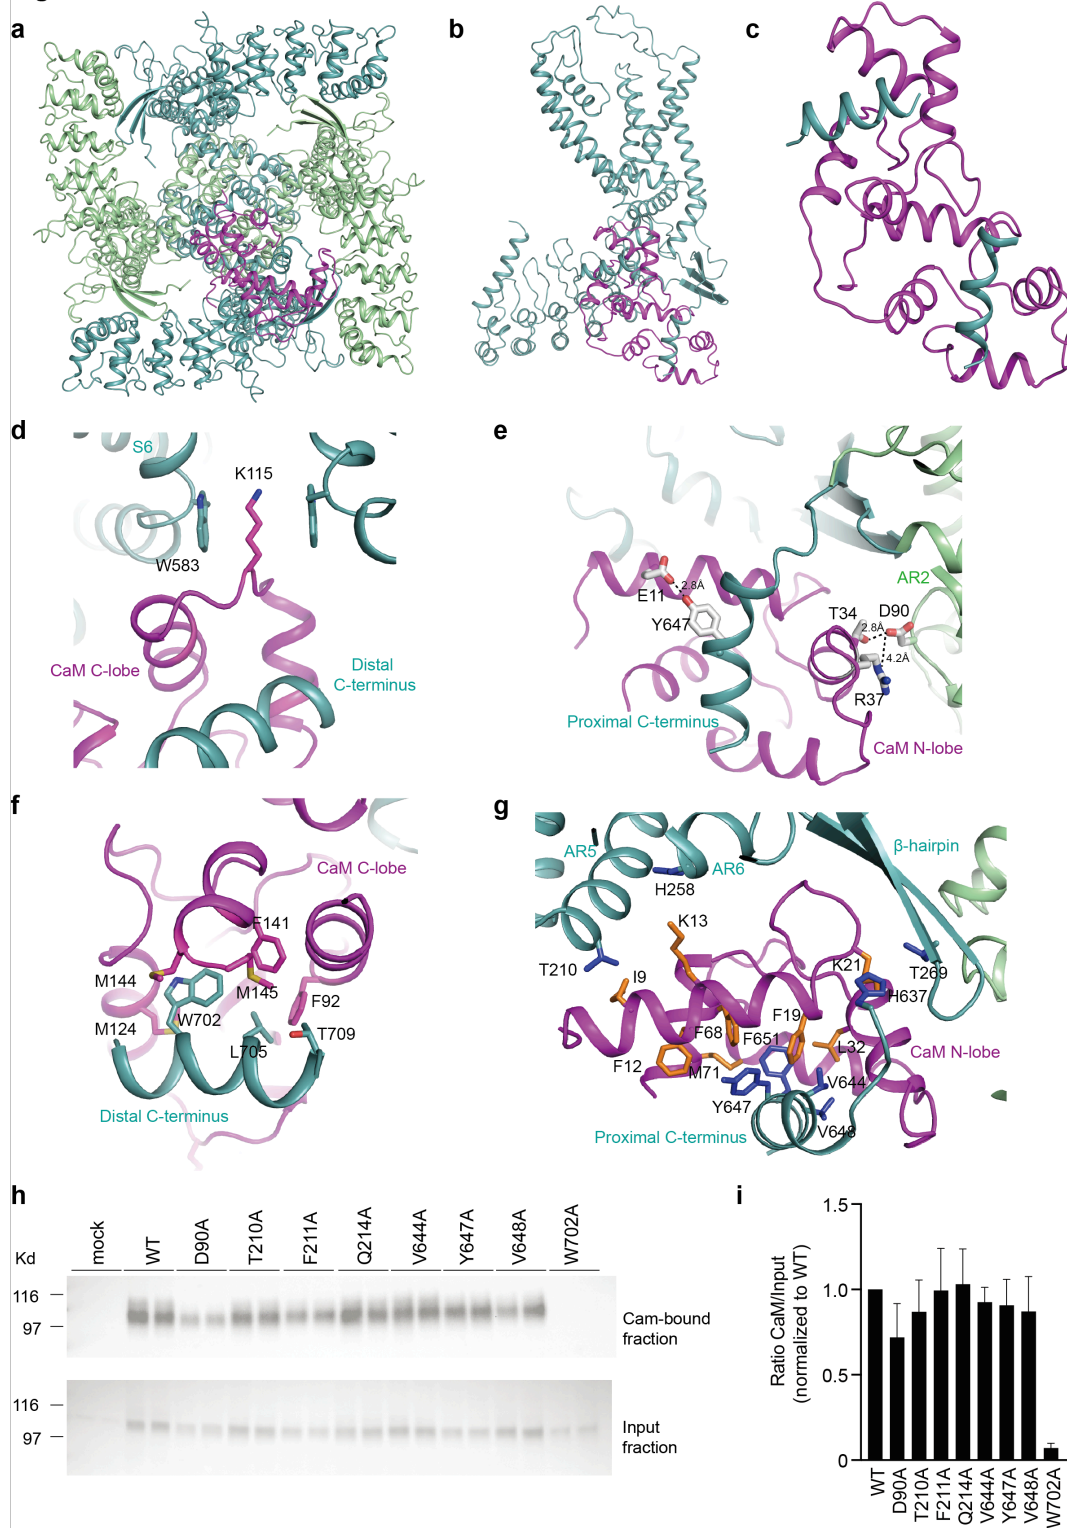 a
b
c
d
S6
K115
W583
CaM C-lobe
Distal
C-terminus
e
AR2
E11
2.8Å
Y647
T34
D90
2.8Å
4.2Å
R37
Proximal C-terminus
CaM N-lobe
f
CaM C-lobe
F141
M144
M145
F92
W702
M124
L705
T709
Distal C-terminus
g
AR5
AR6
β-hairpin
H258
K13
T210
I9
K21
T269
H637
F19
F68
F651
L32
CaM N-lobe
F12
M71
V644
Y647
V648
Proximal C-terminus
h
Kd
mock
WT
D90A
T210A
F211A
Q214A
V644A
Y647A
V648A
W702A
116
97
Cam-bound
fraction
116
97
Input
fraction
i
Ratio CaM/Input
(normalized to WT)
1.5
1.0
0.5
0
WT
D90A
T210A
F211A
Q214A
V644A
Y647A
V648A
W702A